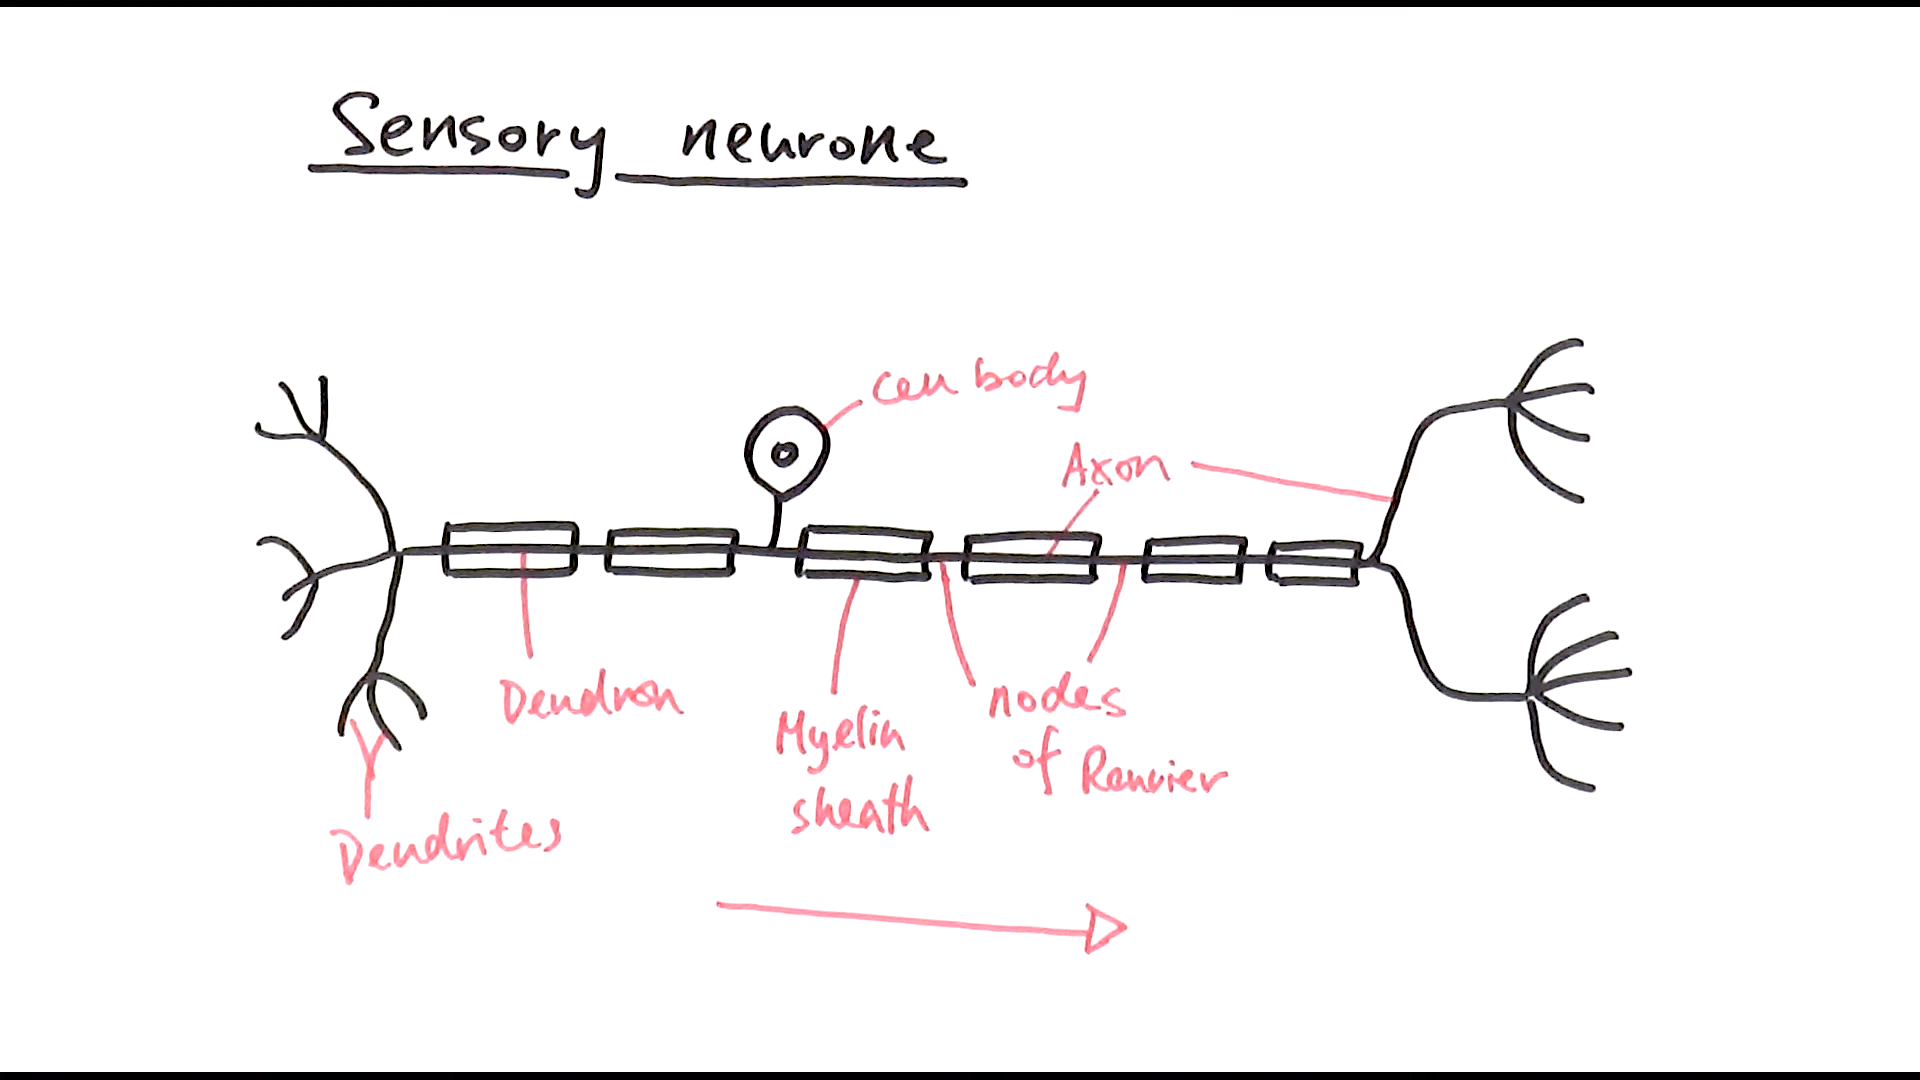 Sensory neurone
Cell body
Axon
Dendron
Myelin
sheath
nodes
of Ranvier
Dendrites